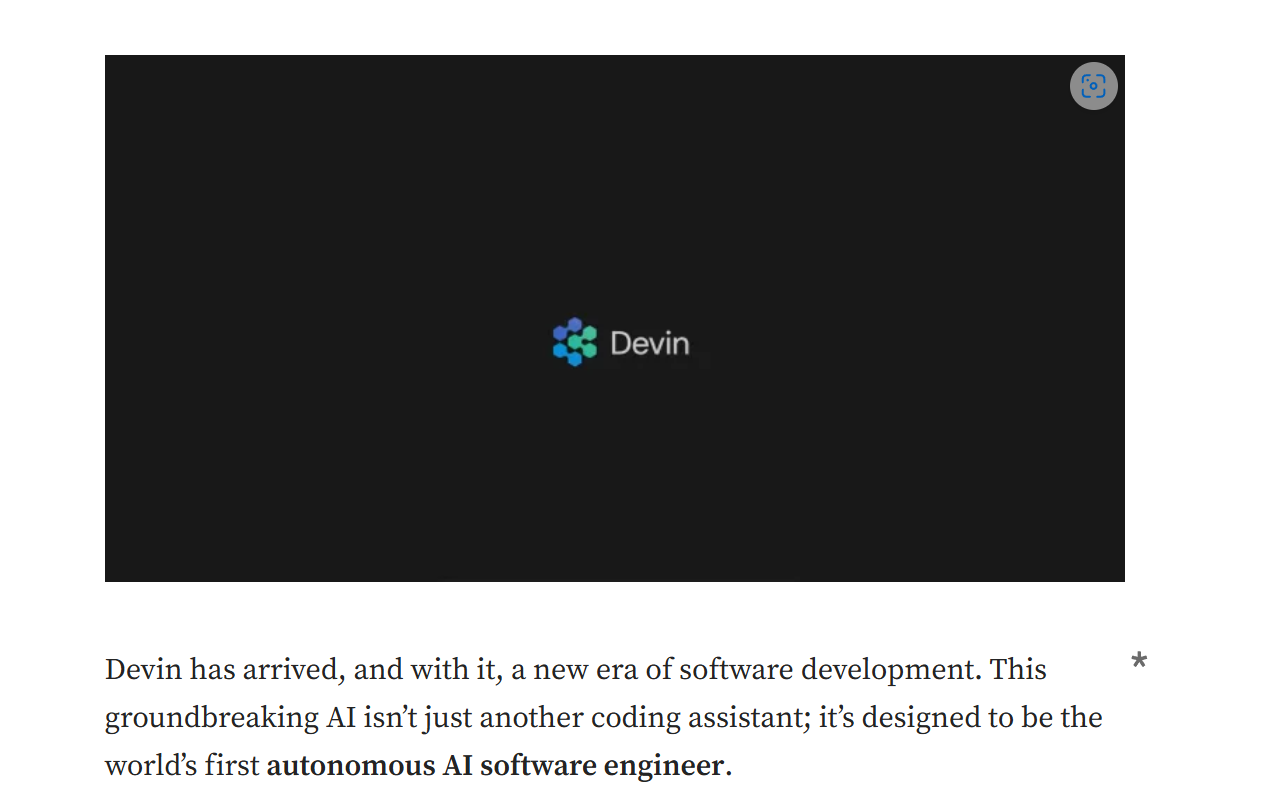 Devin
Devin has arrived, and with it, a new era of software development. This
*
groundbreaking AI isn’t just another coding assistant; it’s designed to be the
world’s first autonomous AI software engineer.